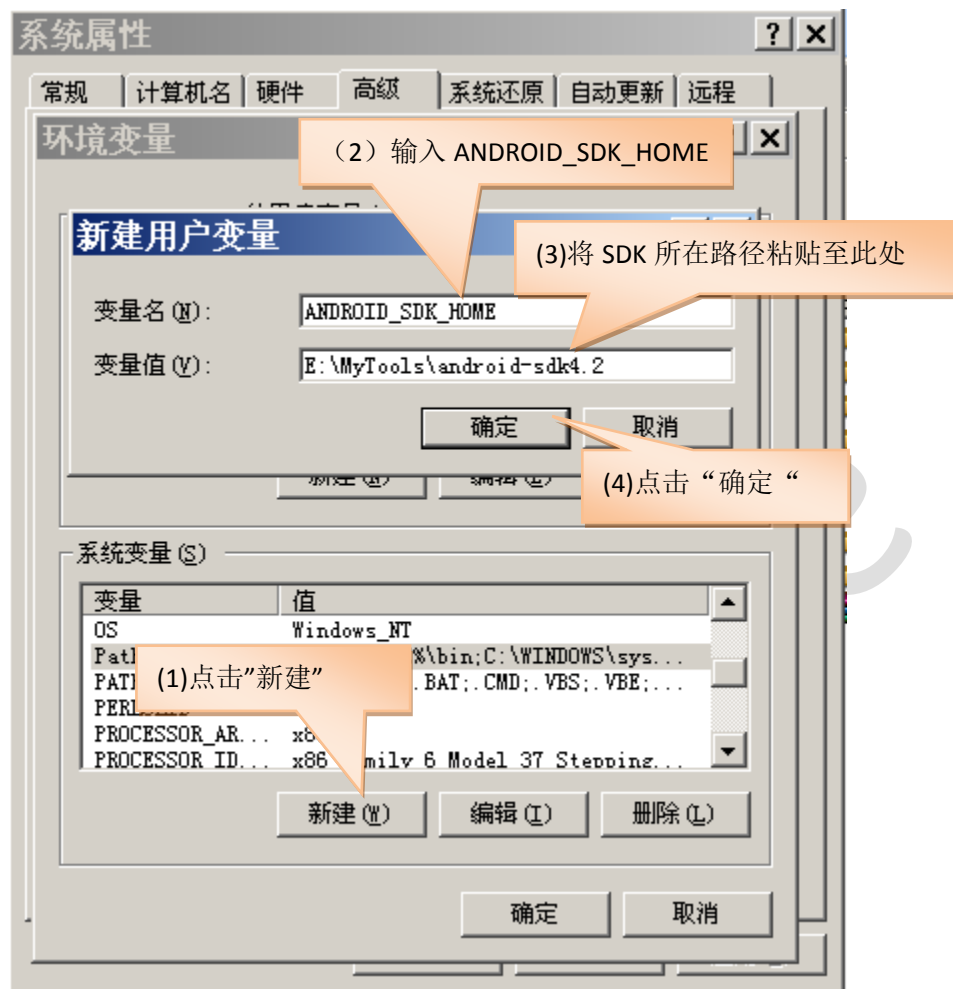 系统属性
常规 计算机名 硬件 高级 系统还原 自动更新 远程
环境变量
（2）输入 ANDROID_SDK_HOME
新建用户变量
(3)将 SDK 所在路径粘贴至此处
变量名(N): ANDROID_SDK_HOME
变量值(V): E:\MyTools\android-sdk4.2
确定 取消
(4)点击“确定“
系统变量(S)
变量 值
OS Windows_NT
%\bin;C:\WINDOWS\sys...
(1)点击”新建”
.BAT;.CMD;.VBS;.VBE;...
PROCESSOR_AR...
PROCESSOR_ID... x86 6 Model 37 Stepping...
新建(W) 编辑(I) 删除(L)
确定 取消